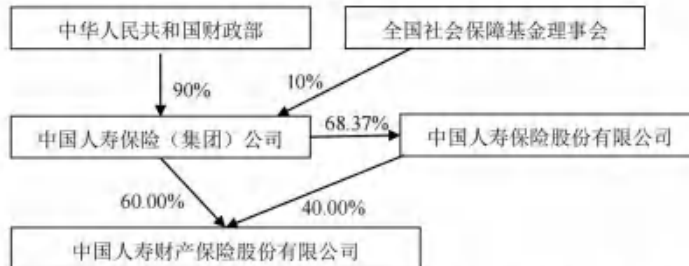 中华人民共和国财政部
全国社会保障基金理事会
90%
10%
中国人寿保险（集团）公司
68.37%
中国人寿保险股份有限公司
60.00%
40.00%
中国人寿财产保险股份有限公司